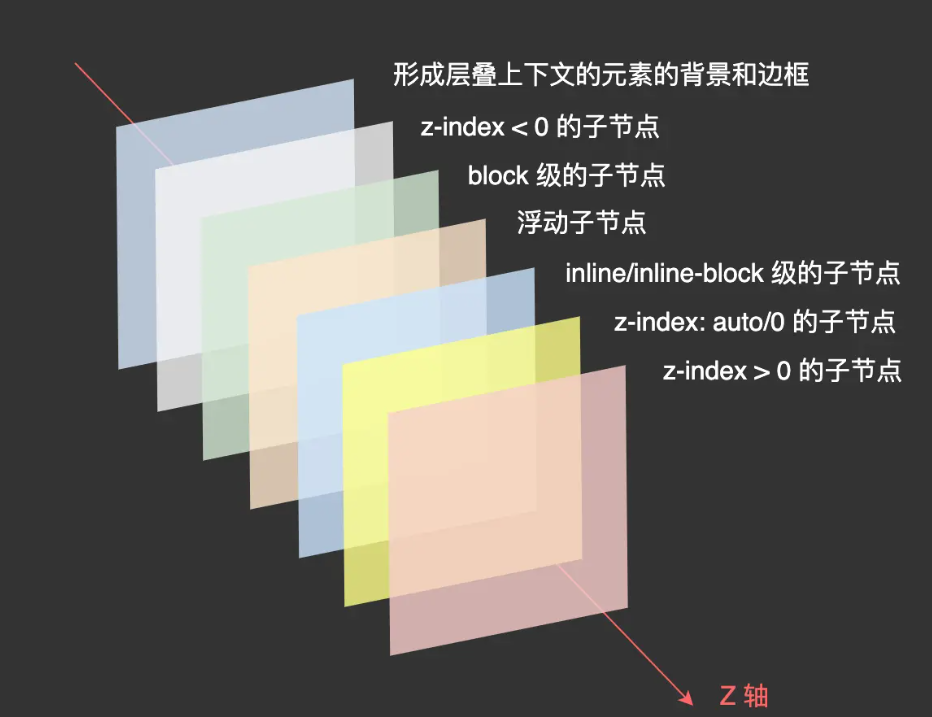 形成层叠上下文的元素的背景和边框
z-index < 0 的子节点
block 级的子节点
浮动子节点
inline/inline-block 级的子节点
z-index: auto/0 的子节点
z-index > 0 的子节点
Z 轴